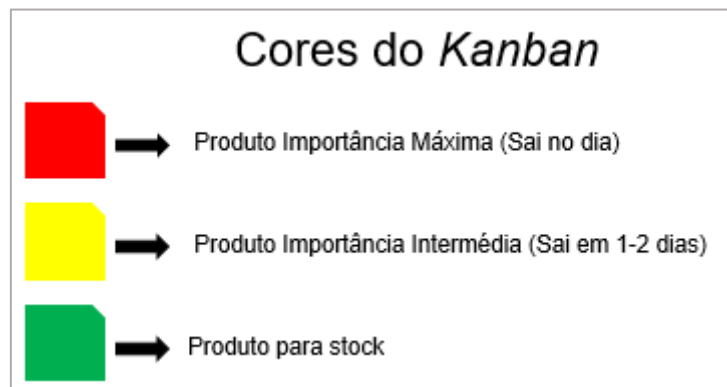 Cores do Kanban
Produto Importância Máxima (Sai no dia)
Produto Importância Intermédia (Sai em 1-2 dias)
Produto para stock